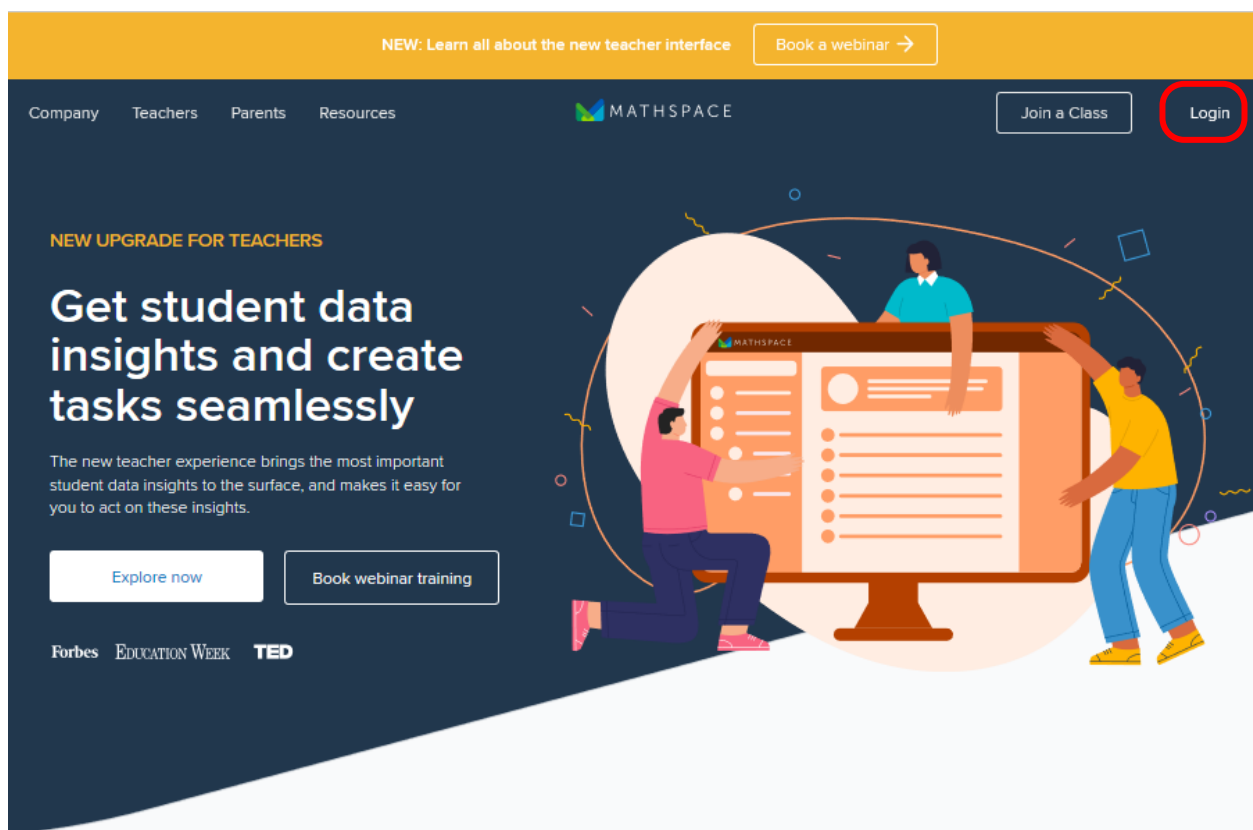 NEW: Learn all about the new teacher interface
Book a webinar →
Company Teachers Parents Resources
MATHSPACE
Join a Class
Login
NEW UPGRADE FOR TEACHERS
Get student data
insights and create
tasks seamlessly
The new teacher experience brings the most important
student data insights to the surface, and makes it easy for
you to act on these insights.
Explore now
Book webinar training
Forbes EDUCATION WEEK TED
MATHSPACE